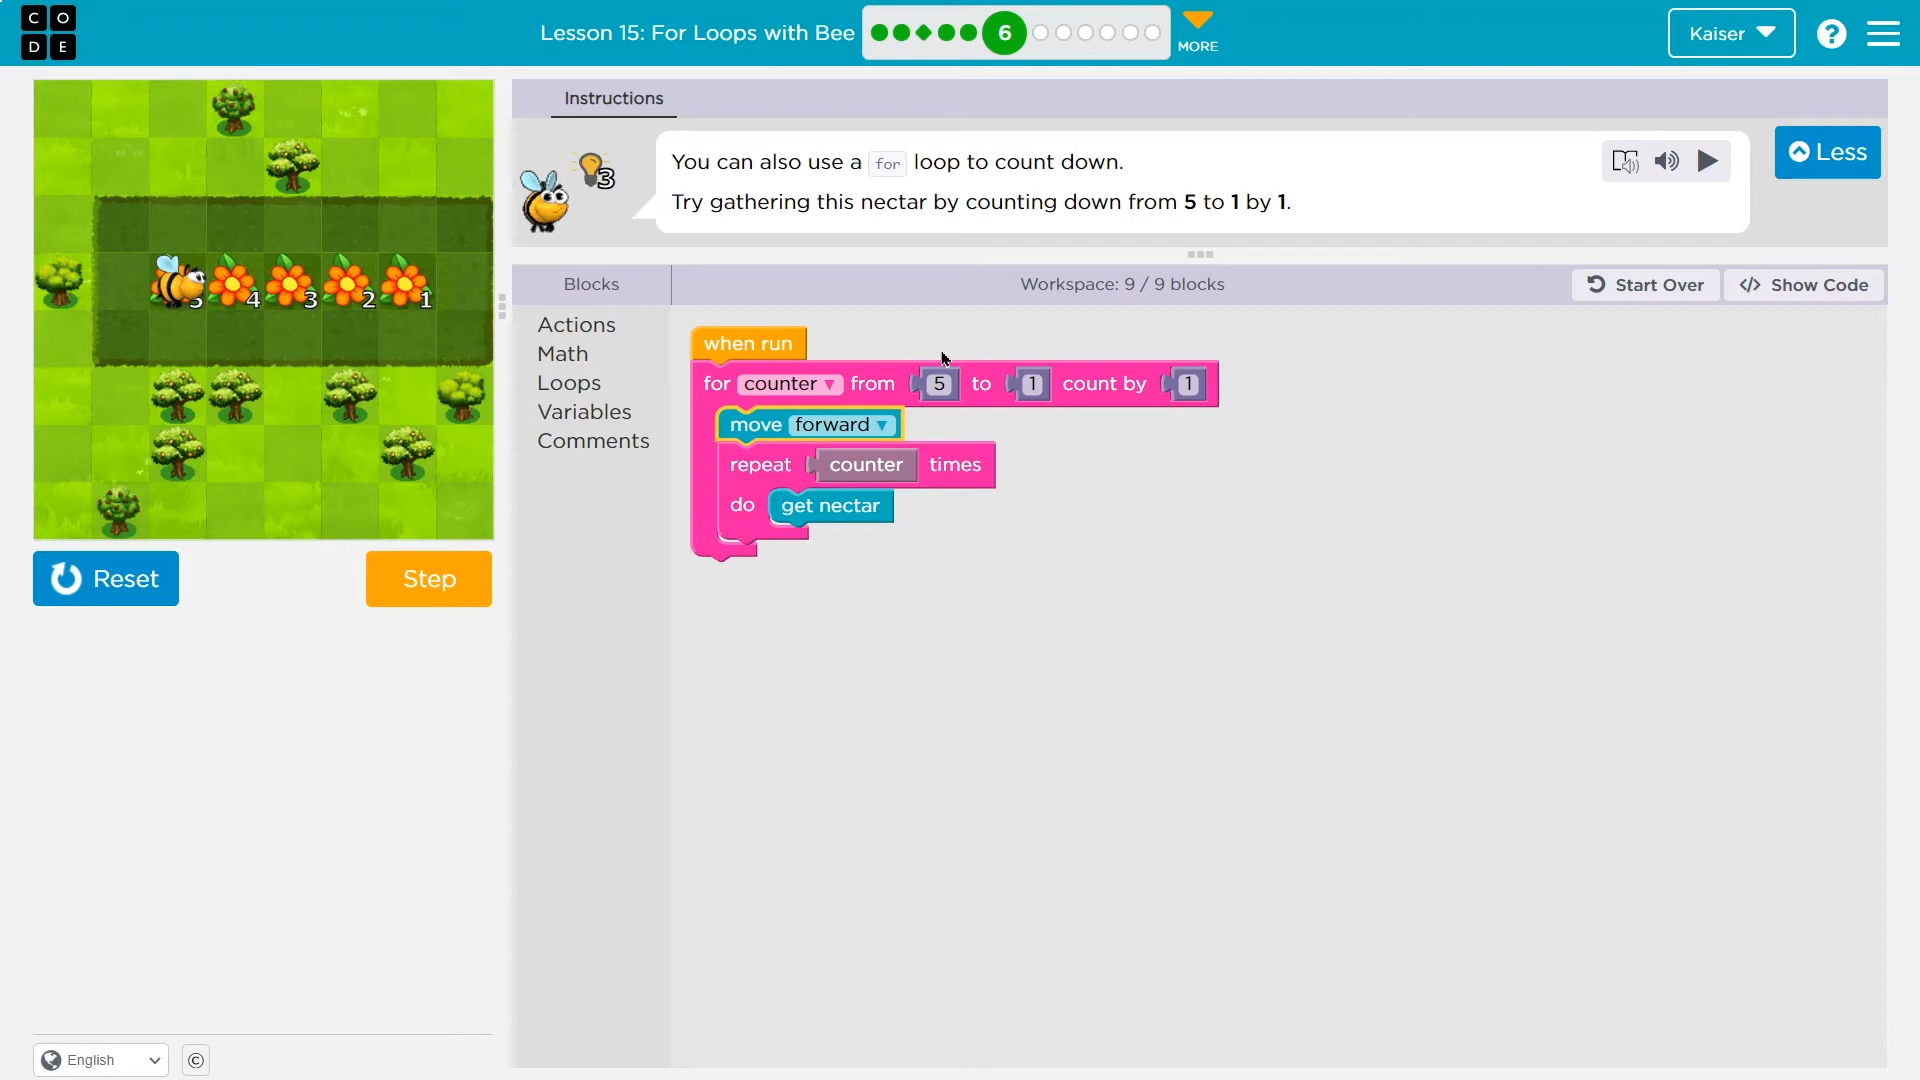 C O
D E
Lesson 15: For Loops with Bee
6
MORE
Kaiser
?
Instructions
3
You can also use a for loop to count down.
Try gathering this nectar by counting down from 5 to 1 by 1.
Less
5 4 3 2 1
Blocks
Workspace: 9 / 9 blocks
Start Over
</> Show Code
Actions
Math
Loops
Variables
Comments
when run
for counter from 5 to 1 count by 1
move forward
repeat counter times
do get nectar
Reset
Step
English
©